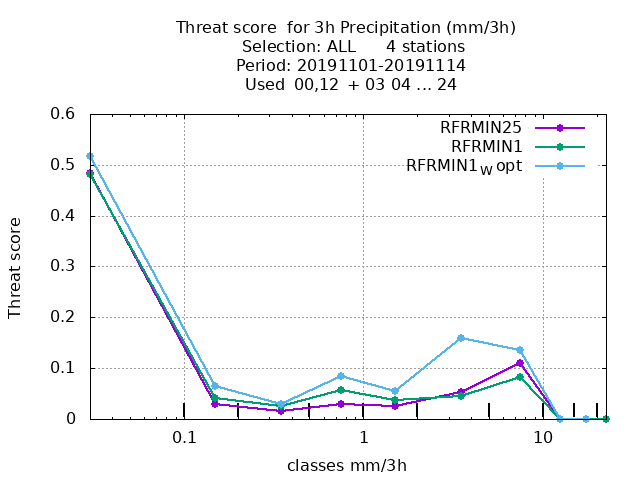 Threat score  for 3h Precipitation (mm/3h)
Selection: ALL      4 stations
Period: 20191101-20191114
Used  00,12  + 03 04 ... 24
RFRMIN25
RFRMIN1
RFRMIN1W opt
0.6
0.5
0.4
0.3
0.2
0.1
0
Threat score
0.1 1 10
classes mm/3h